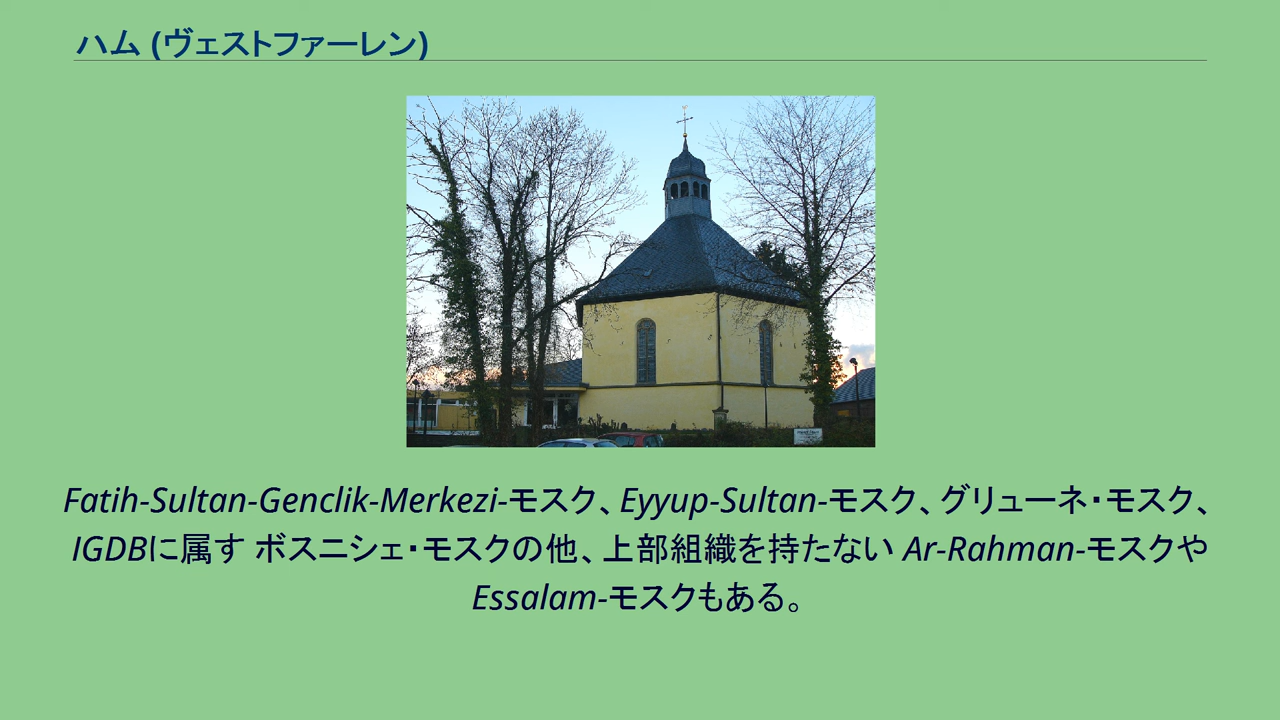 ハム (ヴェストファーレン)
Fatih-Sultan-Genclik-Merkezi-モスク、Eyyup-Sultan-モスク、グリューネ・モスク、
IGDBに属す ボスニシェ・モスクの他、上部組織を持たない Ar-Rahman-モスクや
Essalam-モスクもある。